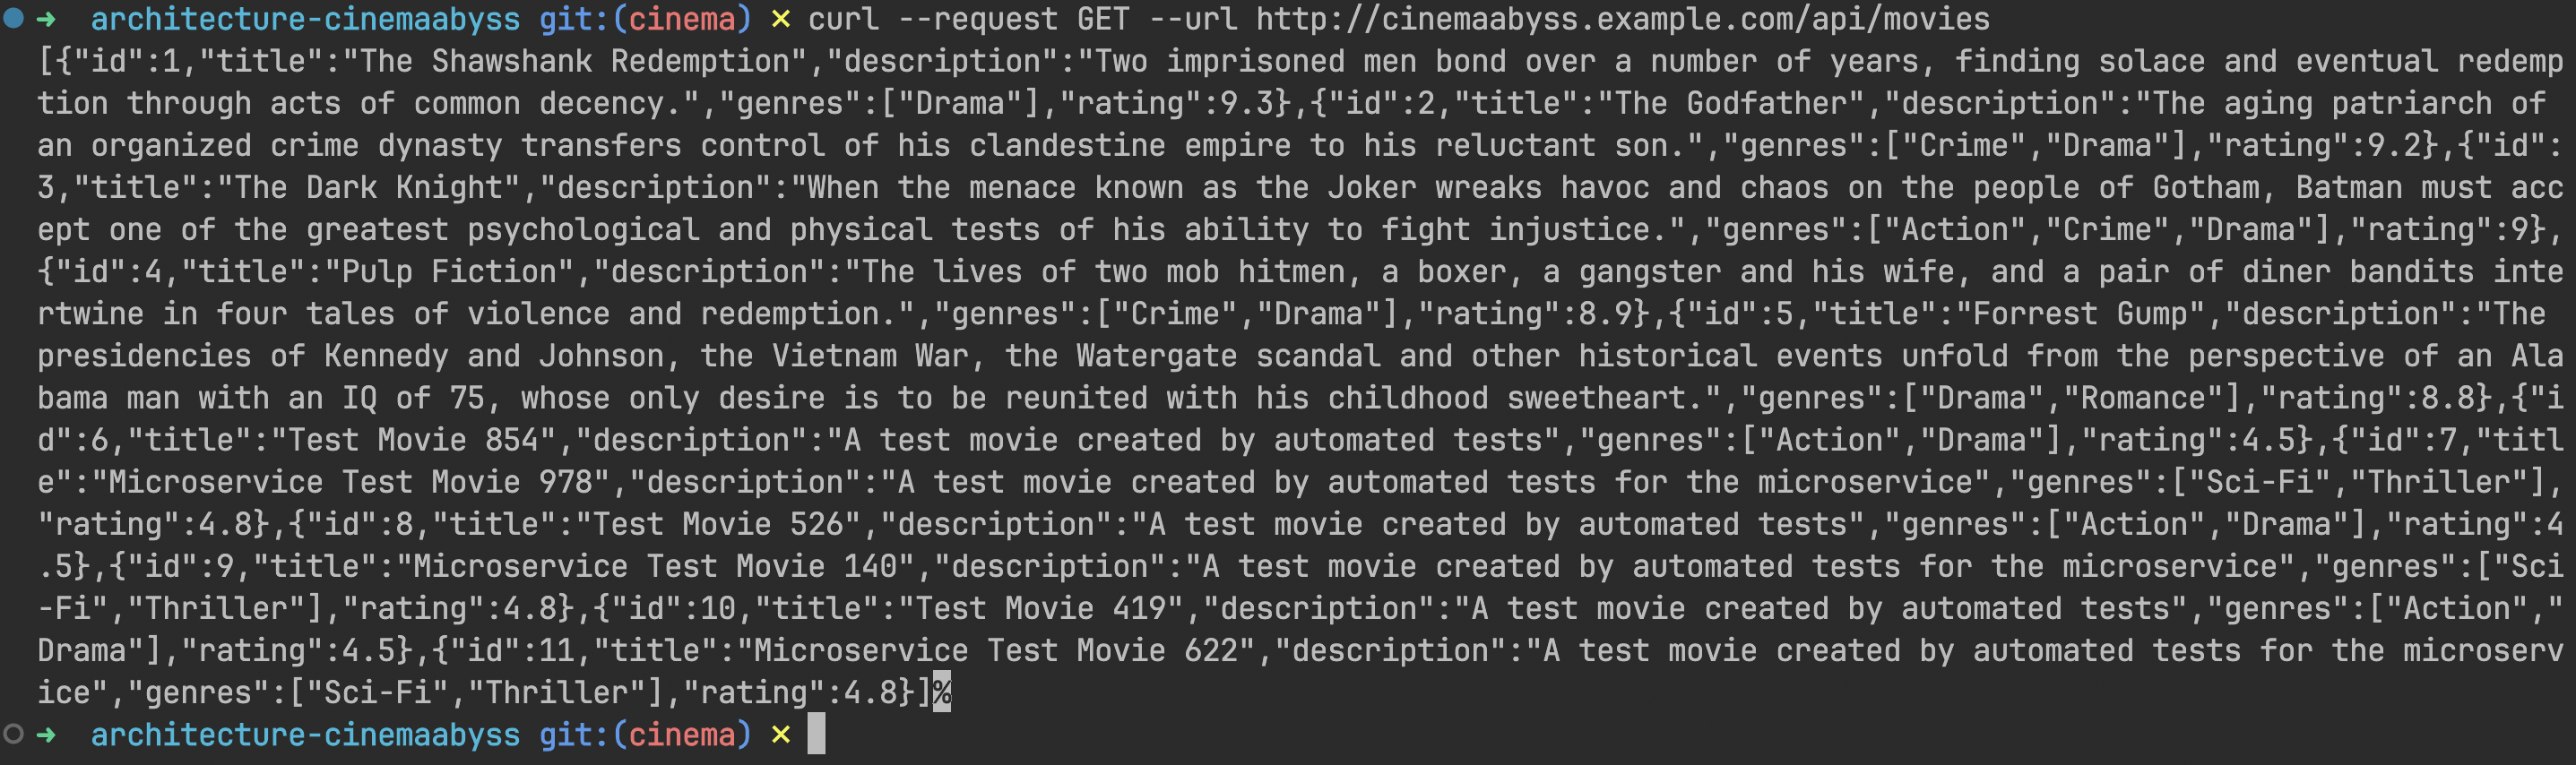 ➜  architecture-cinemaabyss git:(cinema) ✗ curl --request GET --url http://cinemaabyss.example.com/api/movies
[{"id":1,"title":"The Shawshank Redemption","description":"Two imprisoned men bond over a number of years, finding solace and eventual redemp
tion through acts of common decency.","genres":["Drama"],"rating":9.3},{"id":2,"title":"The Godfather","description":"The aging patriarch of
an organized crime dynasty transfers control of his clandestine empire to his reluctant son.","genres":["Crime","Drama"],"rating":9.2},{"id":
3,"title":"The Dark Knight","description":"When the menace known as the Joker wreaks havoc and chaos on the people of Gotham, Batman must acc
ept one of the greatest psychological and physical tests of his ability to fight injustice.","genres":["Action","Crime","Drama"],"rating":9},
{"id":4,"title":"Pulp Fiction","description":"The lives of two mob hitmen, a boxer, a gangster and his wife, and a pair of diner bandits inte
rtwine in four tales of violence and redemption.","genres":["Crime","Drama"],"rating":8.9},{"id":5,"title":"Forrest Gump","description":"The
presidencies of Kennedy and Johnson, the Vietnam War, the Watergate scandal and other historical events unfold from the perspective of an Ala
bama man with an IQ of 75, whose only desire is to be reunited with his childhood sweetheart.","genres":["Drama","Romance"],"rating":8.8},{"i
d":6,"title":"Test Movie 854","description":"A test movie created by automated tests","genres":["Action","Drama"],"rating":4.5},{"id":7,"titl
e":"Microservice Test Movie 978","description":"A test movie created by automated tests for the microservice","genres":["Sci-Fi","Thriller"],
"rating":4.8},{"id":8,"title":"Test Movie 526","description":"A test movie created by automated tests","genres":["Action","Drama"],"rating":4
.5},{"id":9,"title":"Microservice Test Movie 140","description":"A test movie created by automated tests for the microservice","genres":["Sci
-Fi","Thriller"],"rating":4.8},{"id":10,"title":"Test Movie 419","description":"A test movie created by automated tests","genres":["Action","
Drama"],"rating":4.5},{"id":11,"title":"Microservice Test Movie 622","description":"A test movie created by automated tests for the microserv
ice","genres":["Sci-Fi","Thriller"],"rating":4.8}]%
➜  architecture-cinemaabyss git:(cinema) ✗